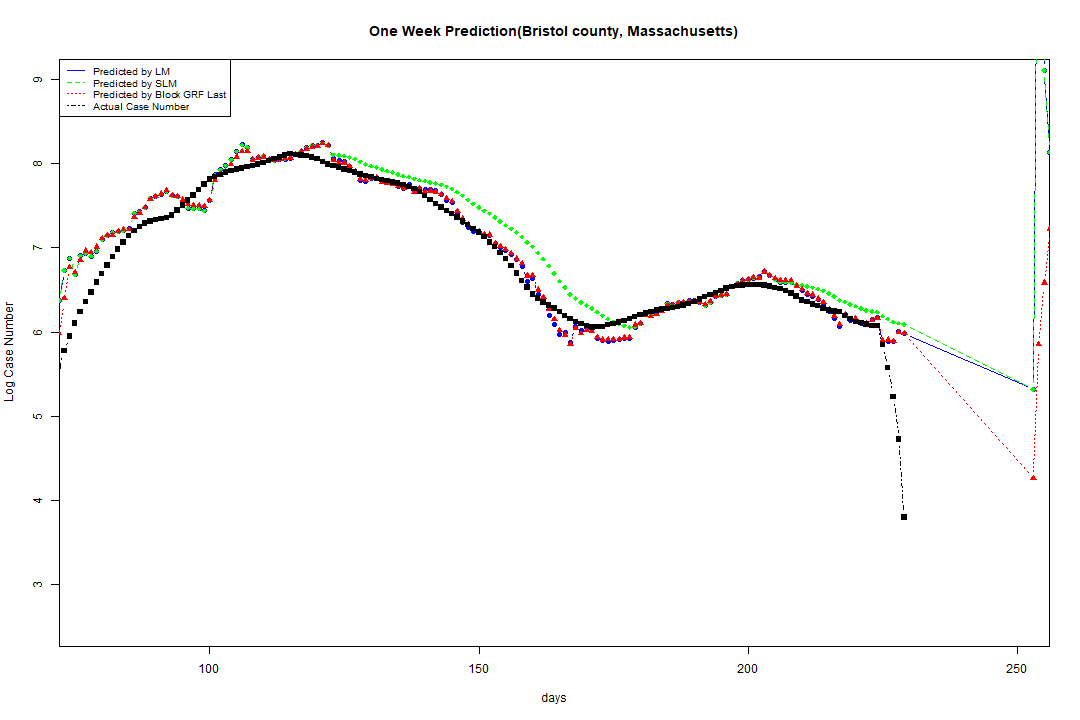 One Week Prediction(Bristol county, Massachusetts)
Predicted by LM
Predicted by SLM
Predicted by Block GRF Last
Actual Case Number
9
8
7
6
5
4
3
Log Case Number
100 150 200 250
days